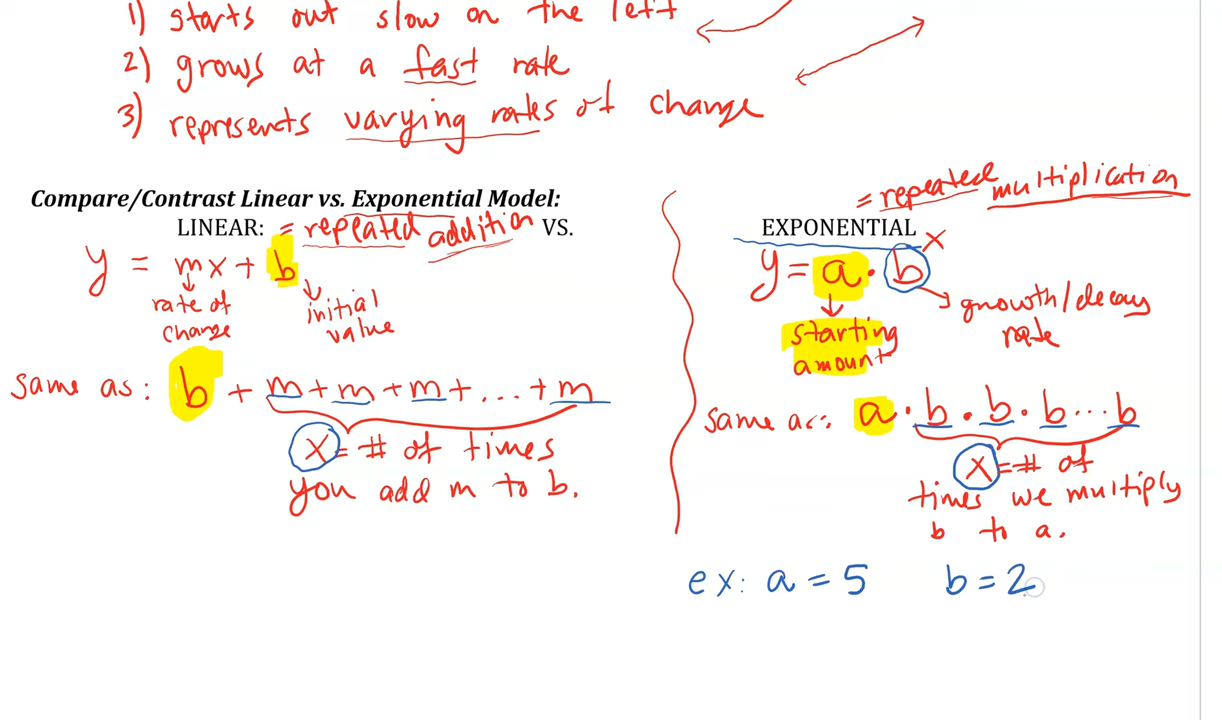 1) starts out slow on the left
2) grows at a fast rate
3) represents varying rates of change
Compare/Contrast Linear vs. Exponential Model:
LINEAR: = repeated addition VS.
y = mx + b
rate of change
initial value
same as: b + m + m + m + ... + m
x = # of times
you add m to b.
= repeated multiplication
EXPONENTIAL
y = a · b^x
starting amount
growth/decay rate
same as: a · b · b · b ... b
x = # of
times we multiply
b to a.
ex: a = 5 b = 2